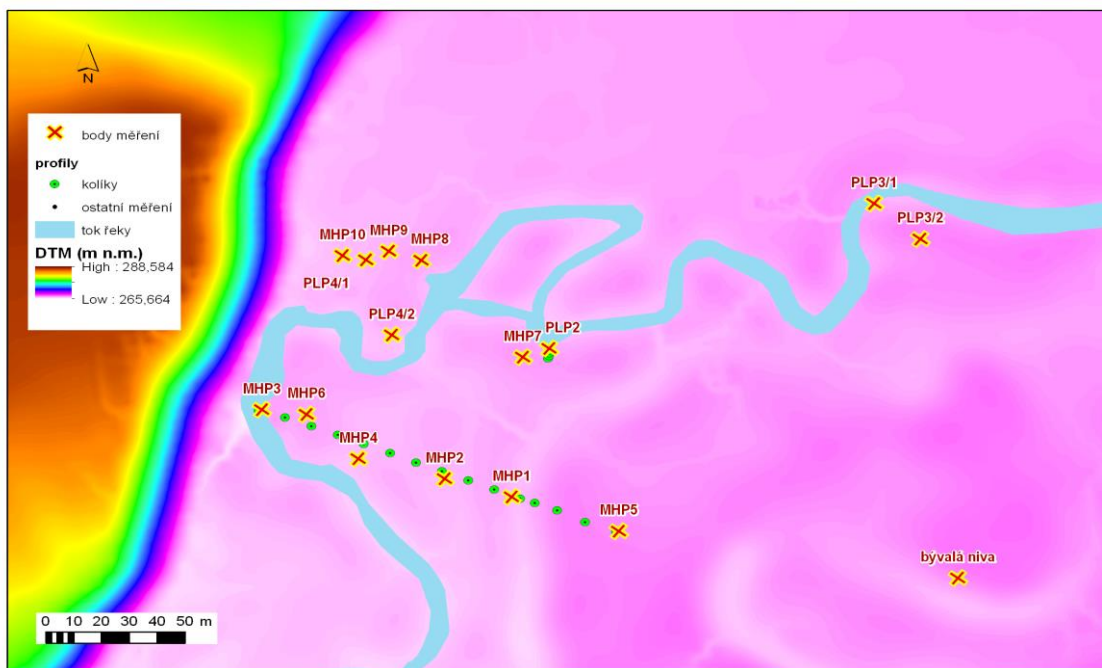 N
body měření
profily
kolíky
ostatní měření
tok řeky
DTM (m n.m.)
High : 288,584
Low : 265,664
PLP3/1
PLP3/2
MHP10
MHP9
MHP8
PLP4/1
PLP4/2
MHP7
PLP2
MHP3
MHP6
MHP4
MHP2
MHP1
MHP5
bývalá niva
0 10 20 30 40 50 m